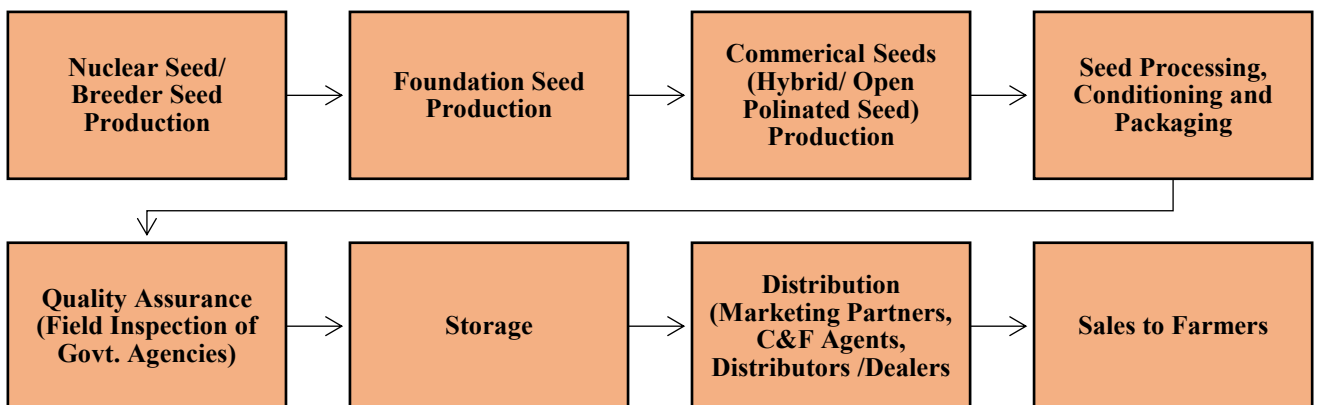 Nuclear Seed/
Breeder Seed
Production
Foundation Seed
Production
Commerical Seeds
(Hybrid/ Open
Polinated Seed)
Production
Seed Processing,
Conditioning and
Packaging
Quality Assurance
(Field Inspection of
Govt. Agencies)
Storage
Distribution
(Marketing Partners,
C&F Agents,
Distributors /Dealers
Sales to Farmers